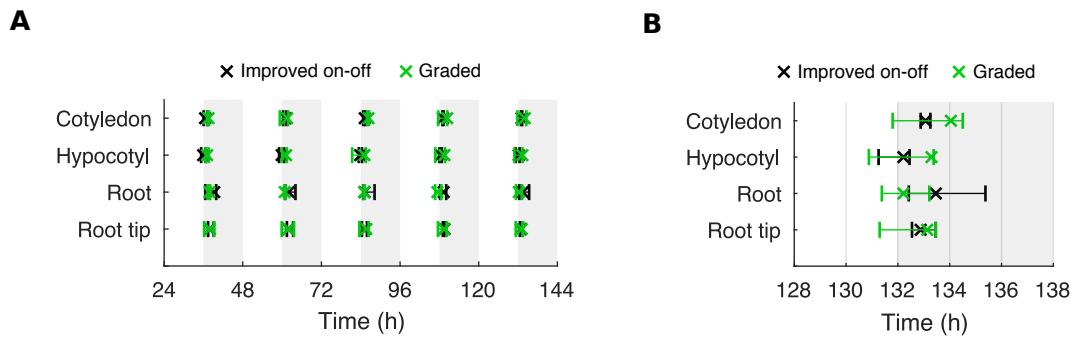 A
Improved on-off Graded
Cotyledon
Hypocotyl
Root
Root tip
24 48 72 96 120 144
Time (h)
B
Improved on-off Graded
Cotyledon
Hypocotyl
Root
Root tip
128 130 132 134 136 138
Time (h)